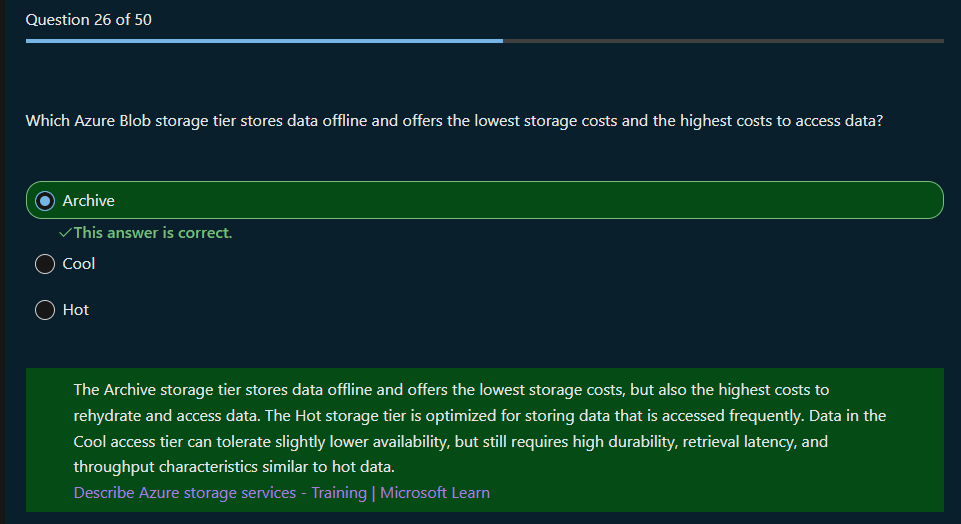 Question 26 of 50
Which Azure Blob storage tier stores data offline and offers the lowest storage costs and the highest costs to access data?
Archive
This answer is correct.
Cool
Hot
The Archive storage tier stores data offline and offers the lowest storage costs, but also the highest costs to
rehydrate and access data. The Hot storage tier is optimized for storing data that is accessed frequently. Data in the
Cool access tier can tolerate slightly lower availability, but still requires high durability, retrieval latency, and
throughput characteristics similar to hot data.
Describe Azure storage services - Training | Microsoft Learn